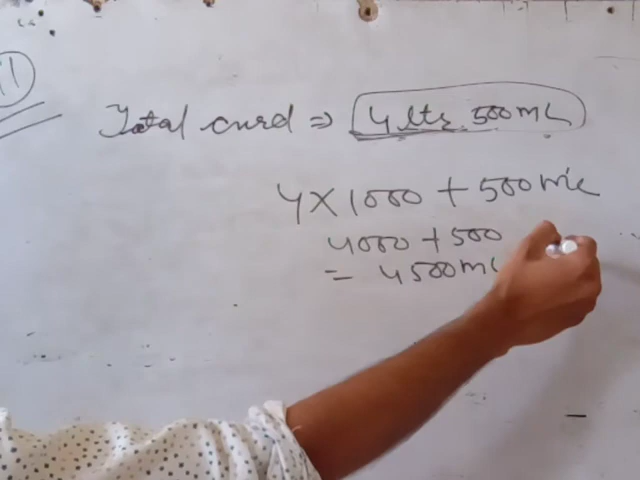 11
Total curd ⇒ 4 ltr 500 mL
4 × 1000 + 500 mL
4000 + 500
= 4500 mL